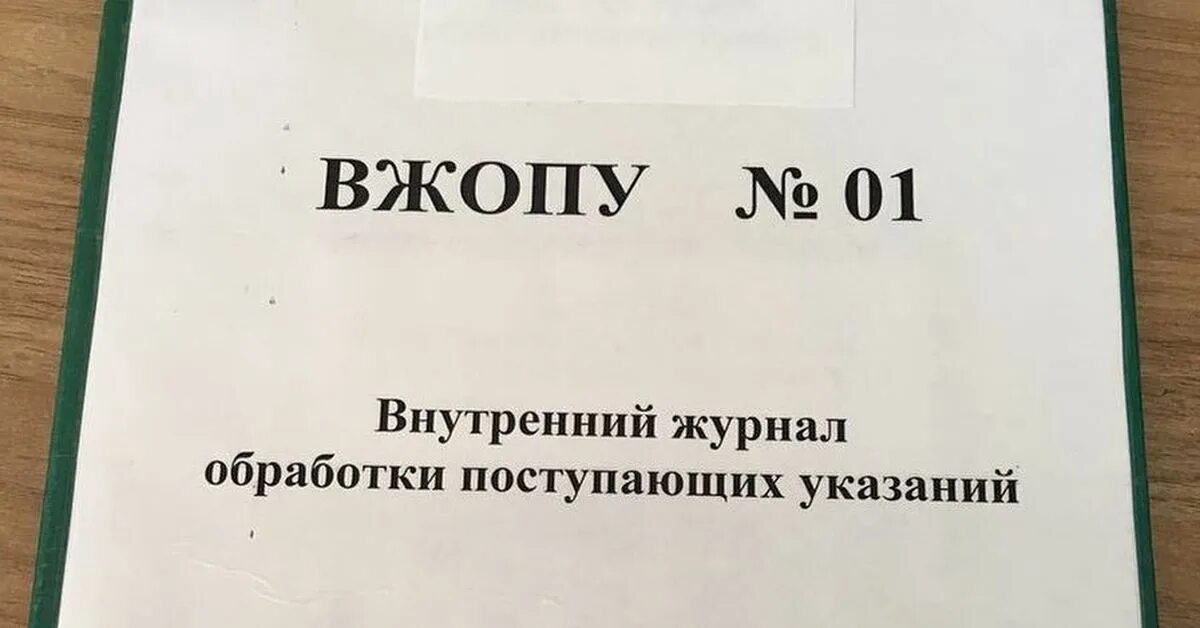 ВЖОПУ № 01
Внутренний журнал
обработки поступающих указаний